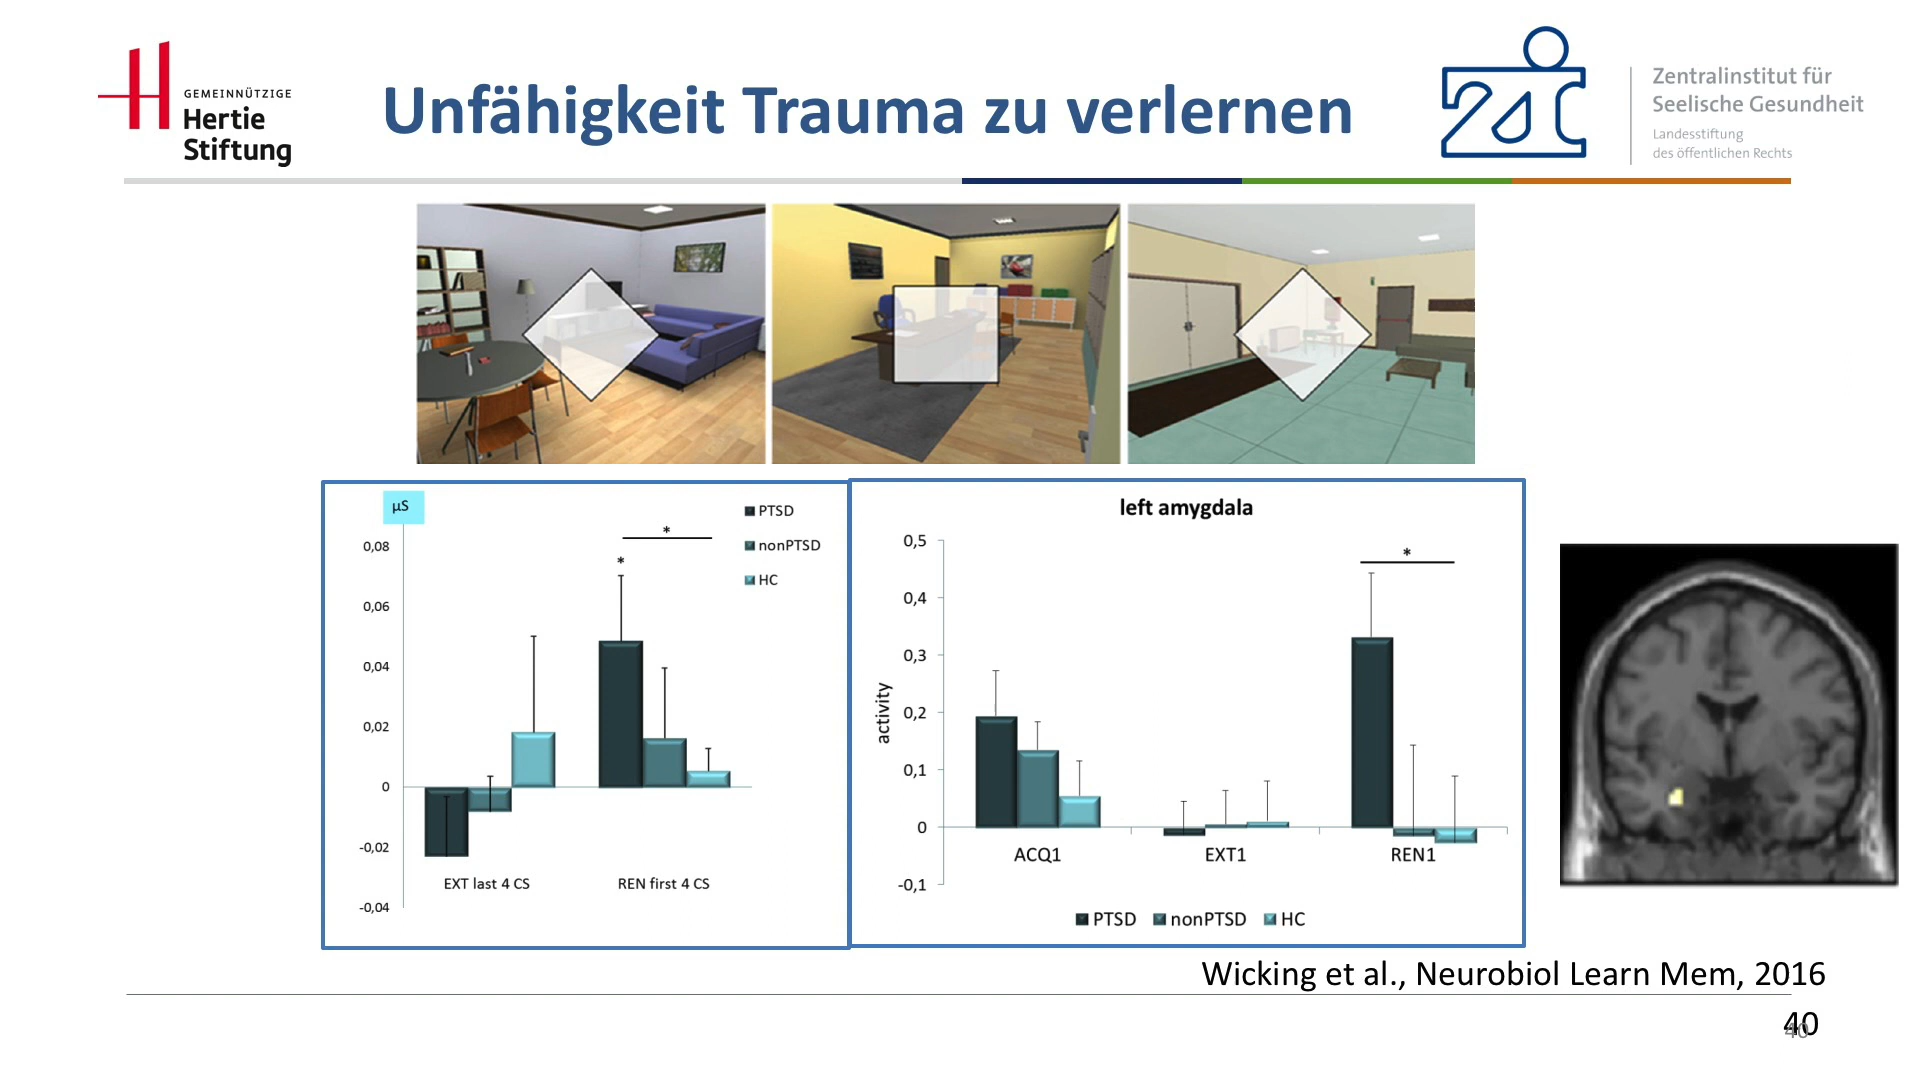 GEMEINNÜTZIGE
Hertie
Stiftung
Unfähigkeit Trauma zu verlernen
Zentralinstitut für
Seelische Gesundheit
Landesstiftung
des öffentlichen Rechts
µS
0,08
0,06
0,04
0,02
0
-0,02
-0,04
*
*
PTSD
nonPTSD
HC
EXT last 4 CS
REN first 4 CS
left amygdala
activity
0,5
0,4
0,3
0,2
0,1
0
-0,1
*
ACQ1
EXT1
REN1
PTSD
nonPTSD
HC
Wicking et al., Neurobiol Learn Mem, 2016
40
40